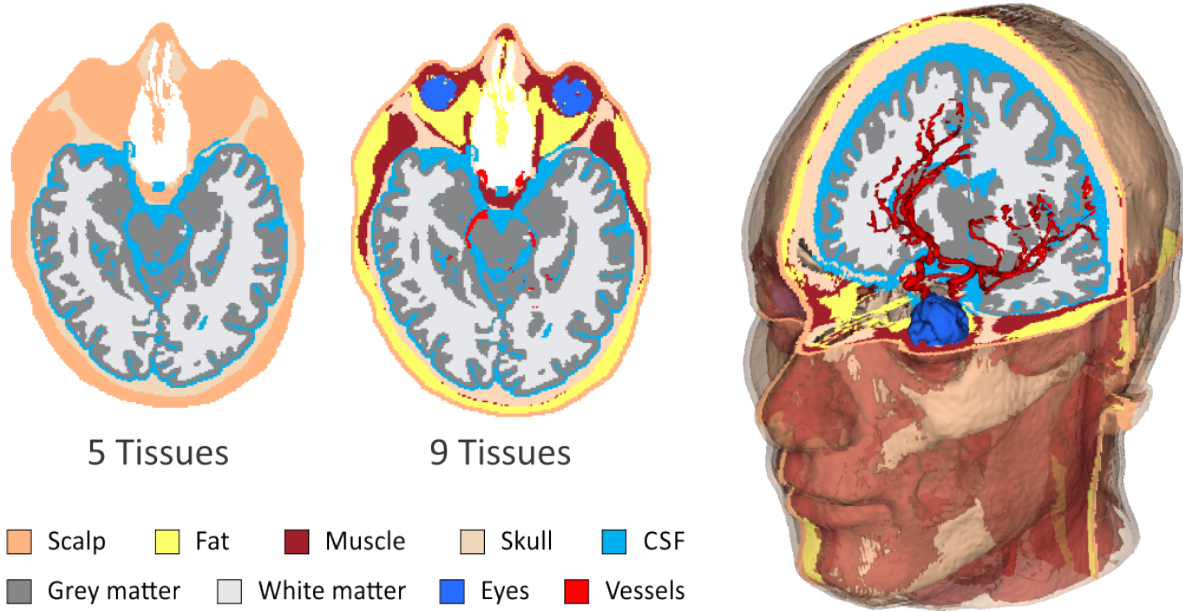 5 Tissues
9 Tissues
Scalp Fat Muscle Skull CSF
Grey matter White matter Eyes Vessels